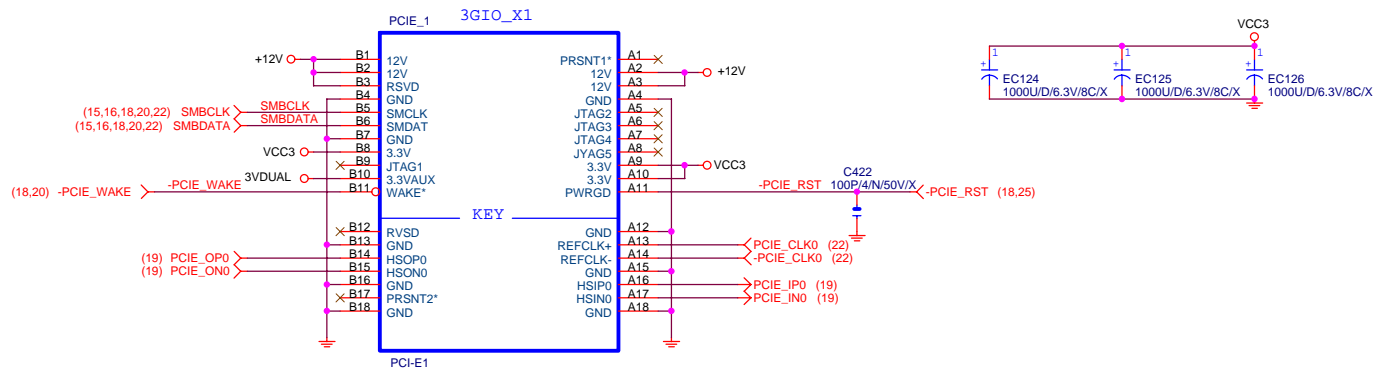 PCIE_1 3GIO_X1
+12V B1 12V PRSNT1* A1
B2 12V 12V A2 +12V
B3 RSVD 12V A3
B4 GND GND A4
(15,16,18,20,22) SMBCLK SMBCLK B5 SMCLK JTAG2 A5
(15,16,18,20,22) SMBDATA SMBDATA B6 SMDAT JTAG3 A6
B7 GND JTAG4 A7
VCC3 B8 3.3V JYAG5 A8
B9 JTAG1 3.3V A9 VCC3
3VDUAL B10 3.3VAUX 3.3V A10
(18,20) -PCIE_WAKE -PCIE_WAKE B11 WAKE* PWRGD A11 -PCIE_RST -PCIE_RST (18,25)
C422
100P/4/N/50V/X
KEY
B12 RVSD GND A12
B13 GND REFCLK+ A13 PCIE_CLK0 (22)
(19) PCIE_OP0 B14 HSOP0 REFCLK- A14 -PCIE_CLK0 (22)
(19) PCIE_ON0 B15 HSON0 GND A15
B16 GND HSIP0 A16 PCIE_IP0 (19)
B17 PRSNT2* HSIN0 A17 PCIE_IN0 (19)
B18 GND GND A18
PCI-E1
VCC3
1 1 1
+ + +
EC124 EC125 EC126
1000U/D/6.3V/8C/X 1000U/D/6.3V/8C/X 1000U/D/6.3V/8C/X